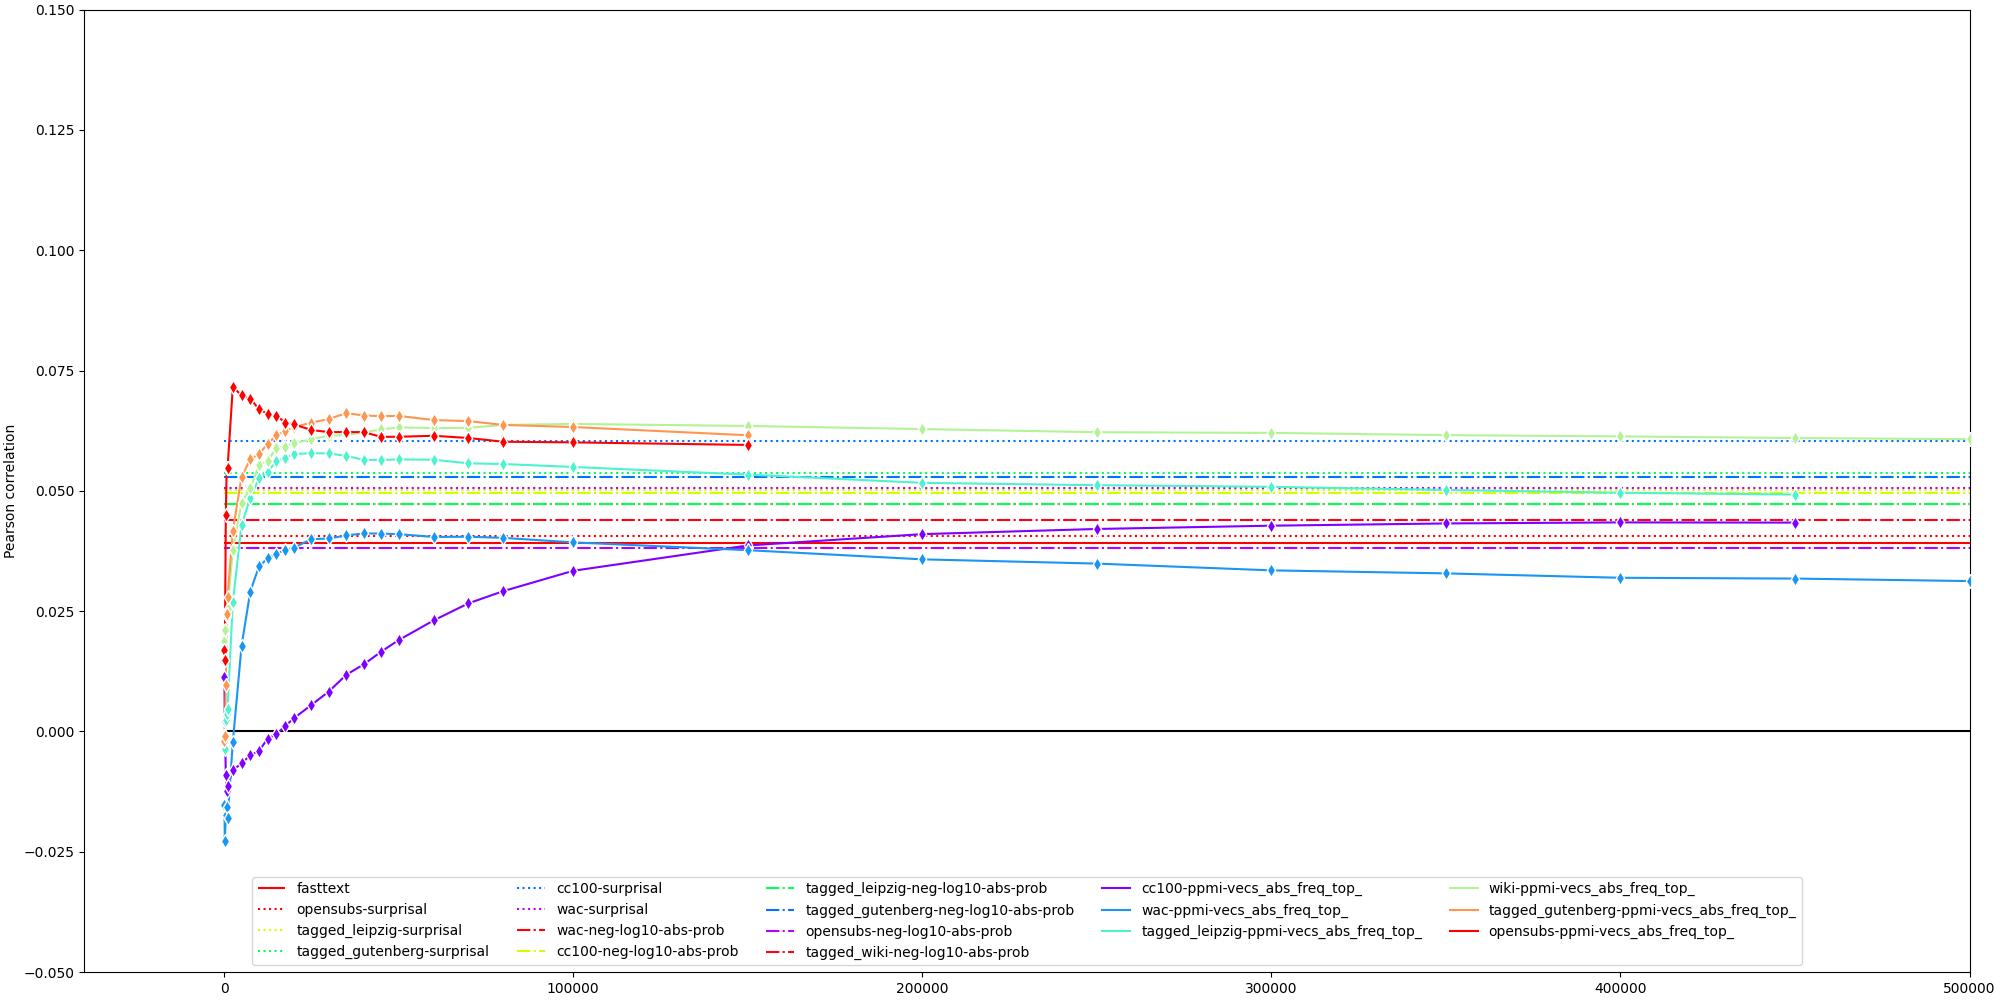 0.150
0.125
0.100
0.075
0.050
0.025
0.000
−0.025
−0.050
Pearson correlation
fasttext
opensubs-surprisal
tagged_leipzig-surprisal
tagged_gutenberg-surprisal
cc100-surprisal
wac-surprisal
wac-neg-log10-abs-prob
cc100-neg-log10-abs-prob
tagged_leipzig-neg-log10-abs-prob
tagged_gutenberg-neg-log10-abs-prob
opensubs-neg-log10-abs-prob
tagged_wiki-neg-log10-abs-prob
cc100-ppmi-vecs_abs_freq_top_
wac-ppmi-vecs_abs_freq_top_
tagged_leipzig-ppmi-vecs_abs_freq_top_
wiki-ppmi-vecs_abs_freq_top_
tagged_gutenberg-ppmi-vecs_abs_freq_top_
opensubs-ppmi-vecs_abs_freq_top_
0
100000
200000
300000
400000
500000